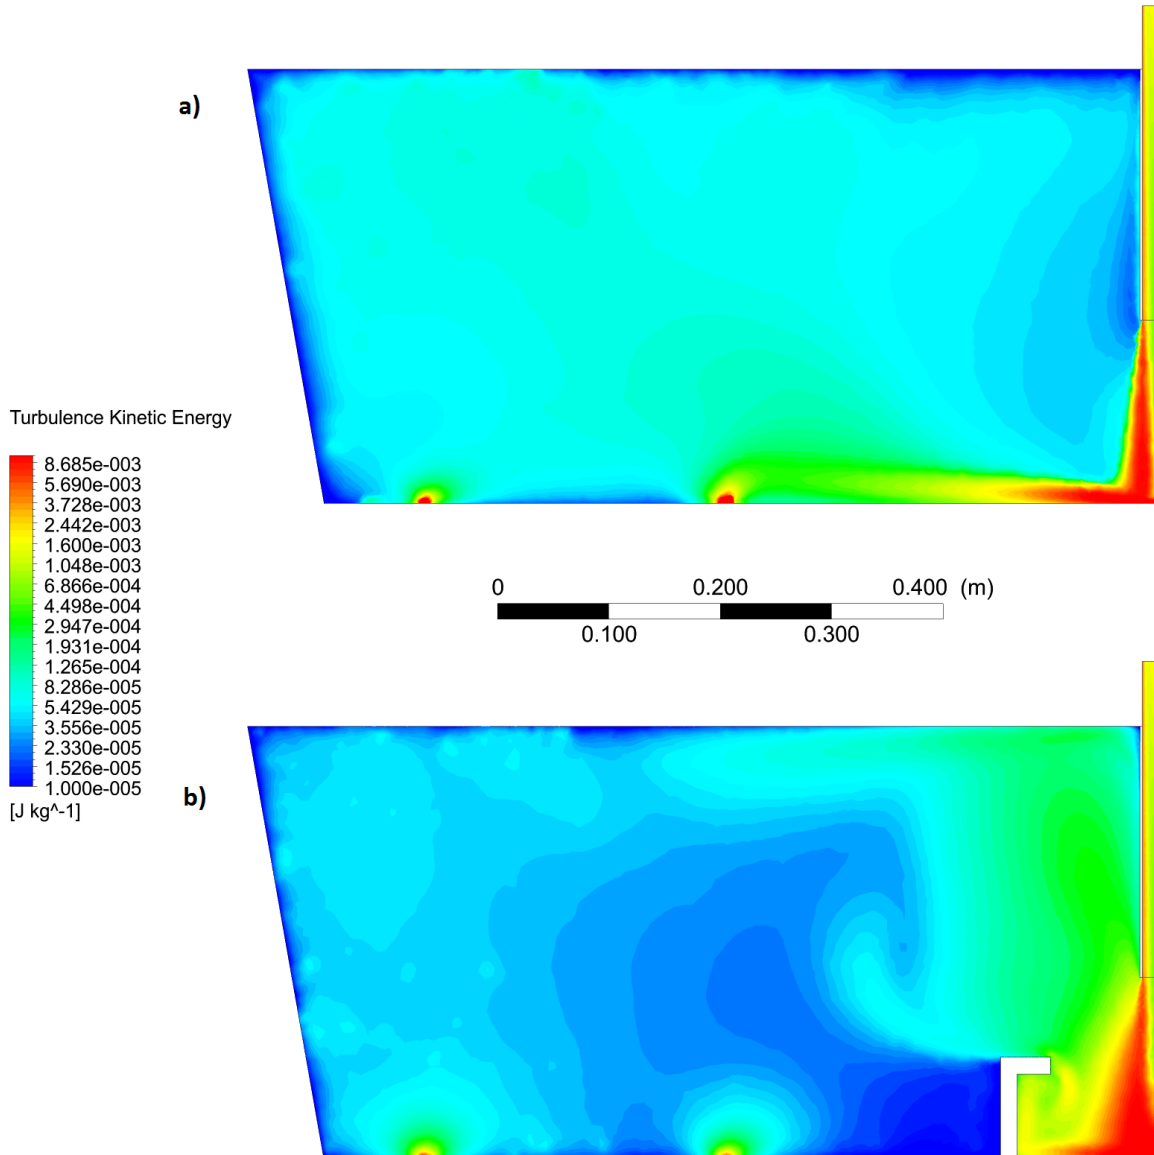 a)
Turbulence Kinetic Energy
8.685e-003
5.690e-003
3.728e-003
2.442e-003
1.600e-003
1.048e-003
6.866e-004
4.498e-004
2.947e-004
1.931e-004
1.265e-004
8.286e-005
5.429e-005
3.556e-005
2.330e-005
1.526e-005
1.000e-005
[J kg^-1]
0 0.200 0.400 (m)
0.100 0.300
b)